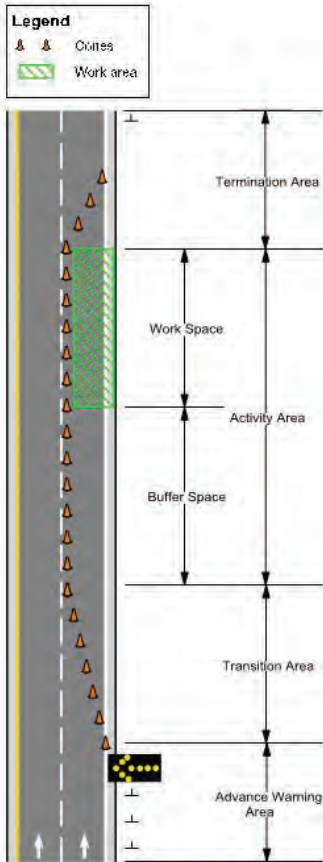 Legend
Cones
Work area
Termination Area
Work Space
Activity Area
Buffer Space
Transition Area
Advance Warning
Area